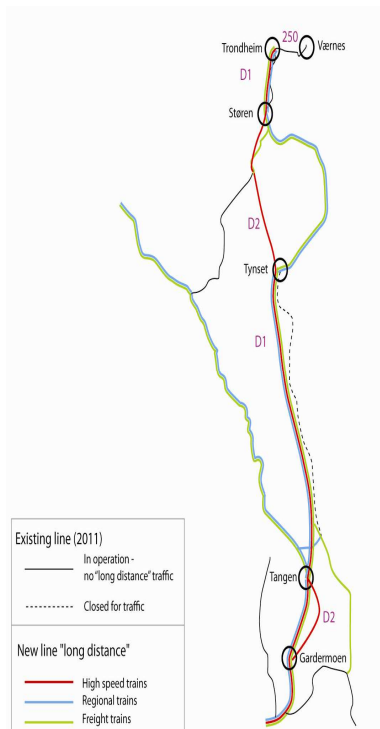 250
Trondheim
Værnes
D1
Støren
D2
Tynset
D1
Existing line (2011)
In operation -
no "long distance" traffic
Closed for traffic
Tangen
D2
Gardermoen
New line "long distance"
High speed trains
Regional trains
Freight trains